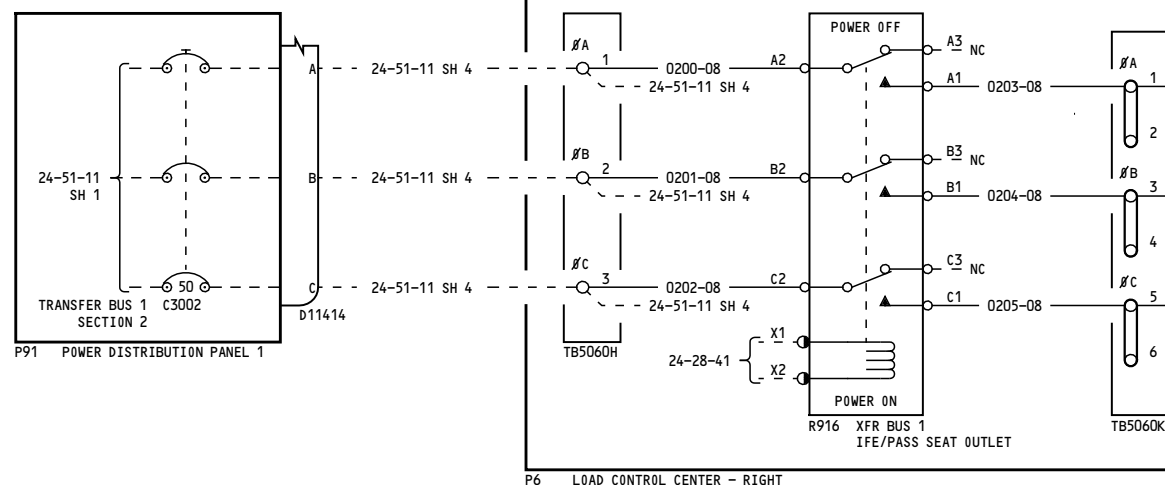 POWER OFF
ØA
A 24-51-11 SH 4 1 0200-08 A2
24-51-11 SH 4
A3 NC
A1 0203-08
ØA
1
2
24-51-11
SH 1
ØB
B 24-51-11 SH 4 2 0201-08 B2
24-51-11 SH 4
B3 NC
B1 0204-08
ØB
3
4
ØC
50
C 24-51-11 SH 4 3 0202-08 C2
24-51-11 SH 4
C3 NC
C1 0205-08
ØC
5
6
TRANSFER BUS 1
SECTION 2
C3002
D11414
P91 POWER DISTRIBUTION PANEL 1
TB5060H
24-28-41
X1
X2
POWER ON
R916 XFR BUS 1
IFE/PASS SEAT OUTLET
TB5060K
P6 LOAD CONTROL CENTER - RIGHT